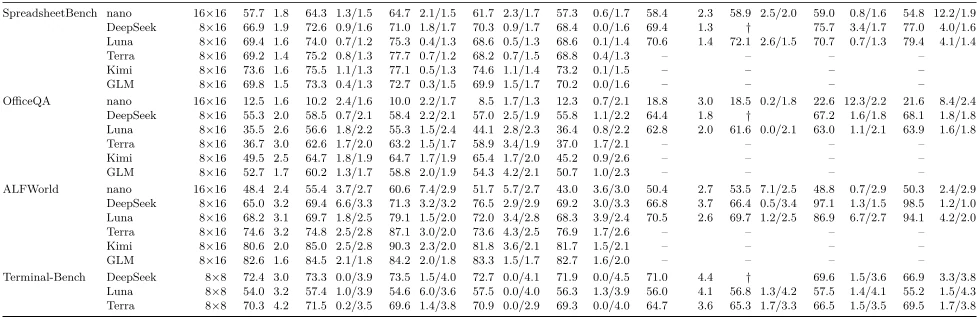 SpreadsheetBench nano 16×16 57.7 1.8 64.3 1.3/1.5 64.7 2.1/1.5 61.7 2.3/1.7 57.3 0.6/1.7 58.4 2.3 58.9 2.5/2.0 59.0 0.8/1.6 54.8 12.2/1.9
DeepSeek 8×16 66.9 1.9 72.6 0.9/1.6 71.0 1.8/1.7 70.3 0.9/1.7 68.4 0.0/1.6 69.4 1.3 † 75.7 3.4/1.7 77.0 4.0/1.6
Luna 8×16 69.4 1.6 74.0 0.7/1.2 75.3 0.4/1.3 68.6 0.5/1.3 68.6 0.1/1.4 70.6 1.4 72.1 2.6/1.5 70.7 0.7/1.3 79.4 4.1/1.4
Terra 8×16 69.2 1.4 75.2 0.8/1.3 77.7 0.7/1.2 68.2 0.7/1.5 68.8 0.4/1.3 – – – –
Kimi 8×16 73.6 1.6 75.5 1.1/1.3 77.1 0.5/1.3 74.6 1.1/1.4 73.2 0.1/1.5 – – – –
GLM 8×16 69.8 1.5 73.3 0.4/1.3 72.7 0.3/1.5 69.9 1.5/1.7 70.2 0.0/1.6 – – – –
OfficeQA nano 16×16 12.5 1.6 10.2 2.4/1.6 10.0 2.2/1.7 8.5 1.7/1.3 12.3 0.7/2.1 18.8 3.0 18.5 0.2/1.8 22.6 12.3/2.2 21.6 8.4/2.4
DeepSeek 8×16 55.3 2.0 58.5 0.7/2.1 58.4 2.2/2.1 57.0 2.5/1.9 55.8 1.1/2.2 64.4 1.8 † 67.2 1.6/1.8 68.1 1.8/1.8
Luna 8×16 35.5 2.6 56.6 1.8/2.2 55.3 1.5/2.4 44.1 2.8/2.3 36.4 0.8/2.2 62.8 2.0 61.6 0.0/2.1 63.0 1.1/2.1 63.9 1.6/1.8
Terra 8×16 36.7 3.0 62.6 1.7/2.0 63.2 1.5/1.7 58.9 3.4/1.9 37.0 1.7/2.1 – – – –
Kimi 8×16 49.5 2.5 64.7 1.8/1.9 64.7 1.7/1.9 65.4 1.7/2.0 45.2 0.9/2.6 – – – –
GLM 8×16 52.7 1.7 60.2 1.3/1.7 58.8 2.0/1.9 54.3 4.2/2.1 50.7 1.0/2.3 – – – –
ALFWorld nano 16×16 48.4 2.4 55.4 3.7/2.7 60.6 7.4/2.9 51.7 5.7/2.7 43.0 3.6/3.0 50.4 2.7 53.5 7.1/2.5 48.8 0.7/2.9 50.3 2.4/2.9
DeepSeek 8×16 65.0 3.2 69.4 6.6/3.3 71.3 3.2/3.2 76.5 2.9/2.9 69.2 3.0/3.3 66.8 3.7 66.4 0.5/3.4 97.1 1.3/1.5 98.5 1.2/1.0
Luna 8×16 68.2 3.1 69.7 1.8/2.5 79.1 1.5/2.0 72.0 3.4/2.8 68.3 3.9/2.4 70.5 2.6 69.7 1.2/2.5 86.9 6.7/2.7 94.1 4.2/2.0
Terra 8×16 74.6 3.2 74.8 2.5/2.8 87.1 3.0/2.0 73.6 4.3/2.5 76.9 1.7/2.6 – – – –
Kimi 8×16 80.6 2.0 85.0 2.5/2.8 90.3 2.3/2.0 81.8 3.6/2.1 81.7 1.5/2.1 – – – –
GLM 8×16 82.6 1.6 84.5 2.1/1.8 84.2 2.0/1.8 83.3 1.5/1.7 82.7 1.6/2.0 – – – –
Terminal-Bench DeepSeek 8×8 72.4 3.0 73.3 0.0/3.9 73.5 1.5/4.0 72.7 0.0/4.1 71.9 0.0/4.5 71.0 4.4 † 69.6 1.5/3.6 66.9 3.3/3.8
Luna 8×8 54.0 3.2 57.4 1.0/3.9 54.6 6.0/3.6 57.5 0.0/4.0 56.3 1.3/3.9 56.0 4.1 56.8 1.3/4.2 57.5 1.4/4.1 55.2 1.5/4.3
Terra 8×8 70.3 4.2 71.5 0.2/3.5 69.6 1.4/3.8 70.9 0.0/2.9 69.3 0.0/4.0 64.7 3.6 65.3 1.7/3.3 66.5 1.5/3.5 69.5 1.7/3.8